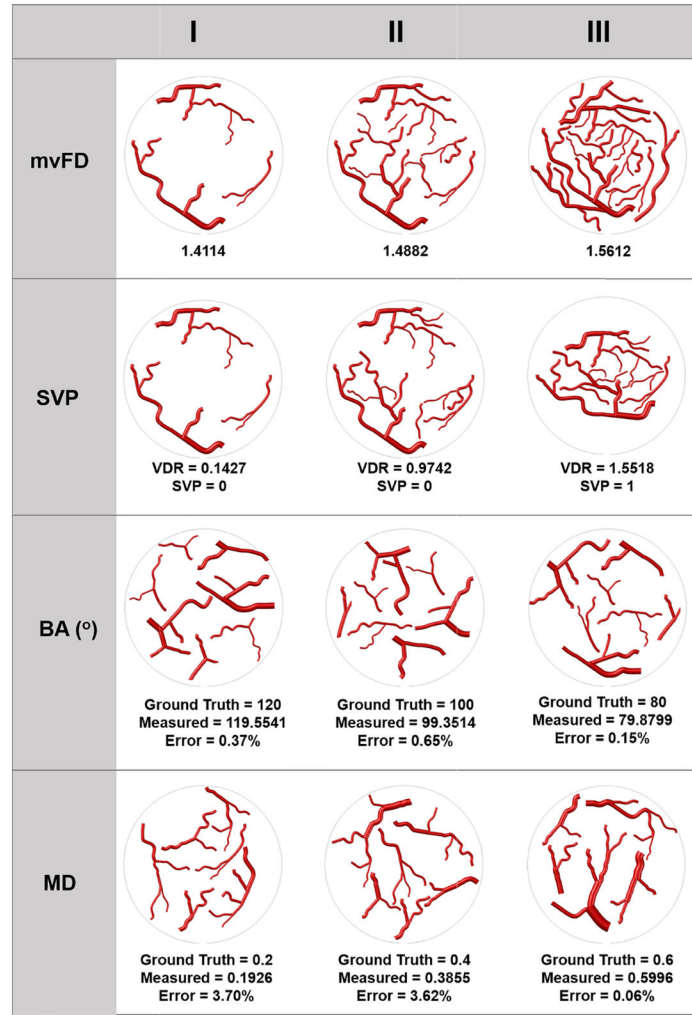 I II III
mvFD
1.4114 1.4882 1.5612
SVP
VDR = 0.1427 VDR = 0.9742 VDR = 1.5518
SVP = 0 SVP = 0 SVP = 1
BA (º)
Ground Truth = 120 Ground Truth = 100 Ground Truth = 80
Measured = 119.5541 Measured = 99.3514 Measured = 79.8799
Error = 0.37% Error = 0.65% Error = 0.15%
MD
Ground Truth = 0.2 Ground Truth = 0.4 Ground Truth = 0.6
Measured = 0.1926 Measured = 0.3855 Measured = 0.5996
Error = 3.70% Error = 3.62% Error = 0.06%